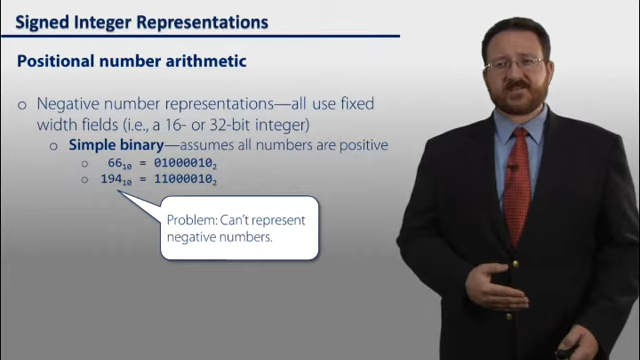 Signed Integer Representations
Positional number arithmetic
Negative number representations—all use fixed
width fields (i.e., a 16- or 32-bit integer)
Simple binary—assumes all numbers are positive
66₁₀ = 01000010₂
194₁₀ = 11000010₂
Problem: Can't represent
negative numbers.